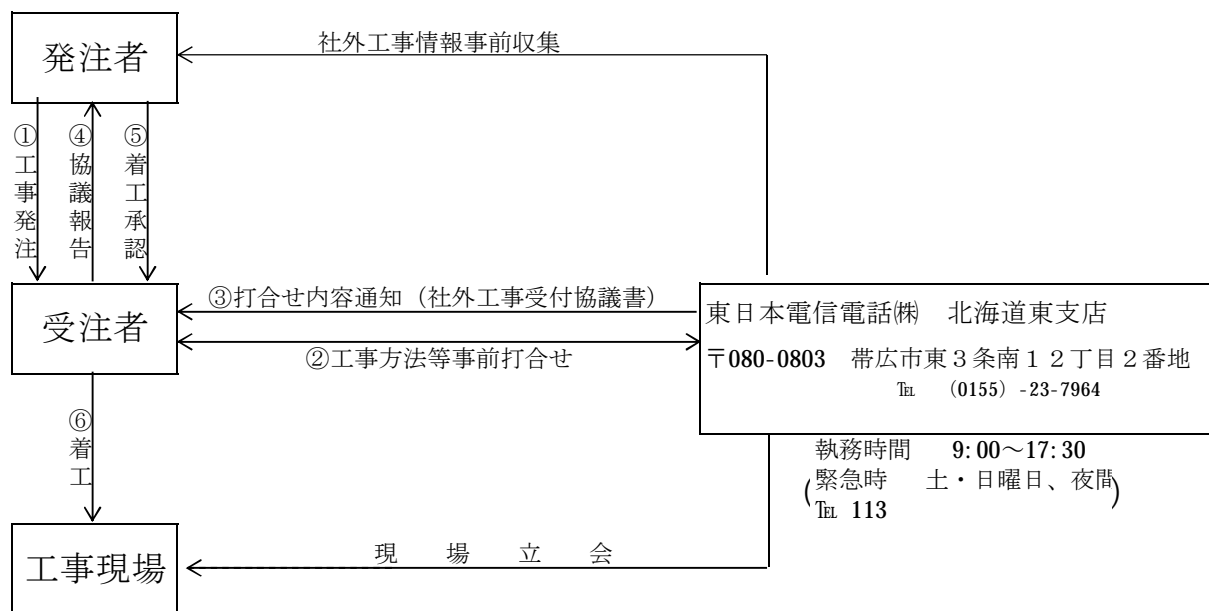 発注者
社外工事情報事前収集
①工事発注
④協議報告
⑤着工承認
受注者
③打合せ内容通知（社外工事受付協議書）
②工事方法等事前打合せ
東日本電信電話㈱　北海道東支店
〒080-0803　帯広市東３条南１２丁目２番地
℡　（0155）-23-7964
執務時間　9:00～17:30
(緊急時　土・日曜日、夜間)
℡ 113
⑥着工
工事現場
現　場　立　会